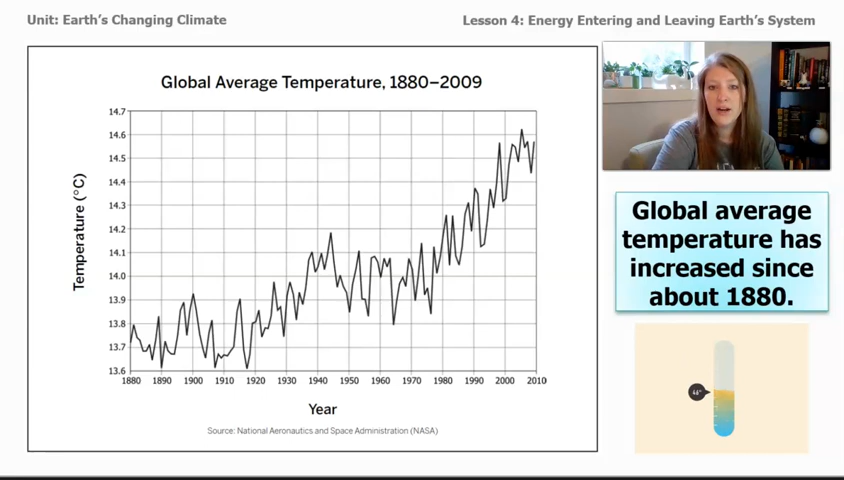 Unit: Earth's Changing Climate
Lesson 4: Energy Entering and Leaving Earth's System
Global Average Temperature, 1880–2009
14.7
14.6
14.5
14.4
14.3
14.2
14.1
14.0
13.9
13.8
13.7
13.6
Temperature (°C)
1880 1890 1900 1910 1920 1930 1940 1950 1960 1970 1980 1990 2000 2010
Year
Source: National Aeronautics and Space Administration (NASA)
Global average
temperature has
increased since
about 1880.